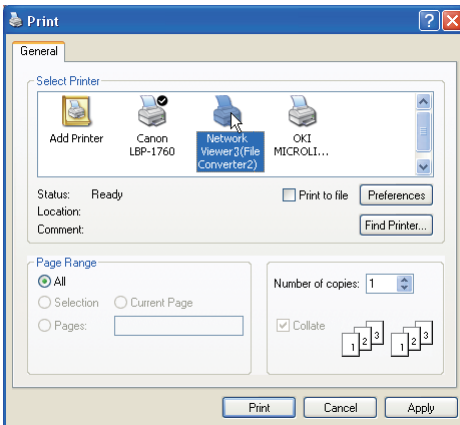 Print
General
Select Printer
Add Printer
Canon LBP-1760
Network Viewer3(File Converter2)
OKI MICROLI...
Status: Ready
Location:
Comment:
Print to file
Preferences
Find Printer...
Page Range
All
Selection
Current Page
Pages:
Number of copies: 1
Collate
1 2 3
1 2 3
Print
Cancel
Apply